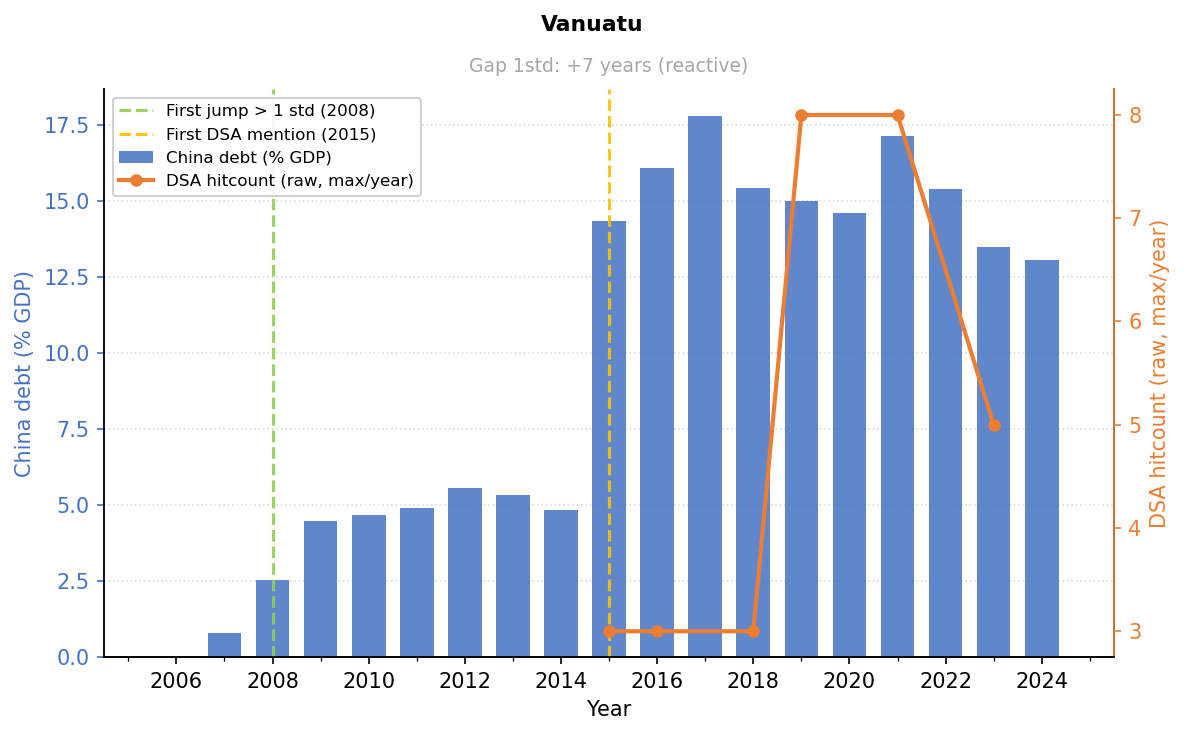 Vanuatu
Gap 1std: +7 years (reactive)
First jump > 1 std (2008)
First DSA mention (2015)
China debt (% GDP)
DSA hitcount (raw, max/year)
China debt (% GDP)
17.5
15.0
12.5
10.0
7.5
5.0
2.5
0.0
8
7
6
5
4
3
DSA hitcount (raw, max/year)
2006 2008 2010 2012 2014 2016 2018 2020 2022 2024
Year